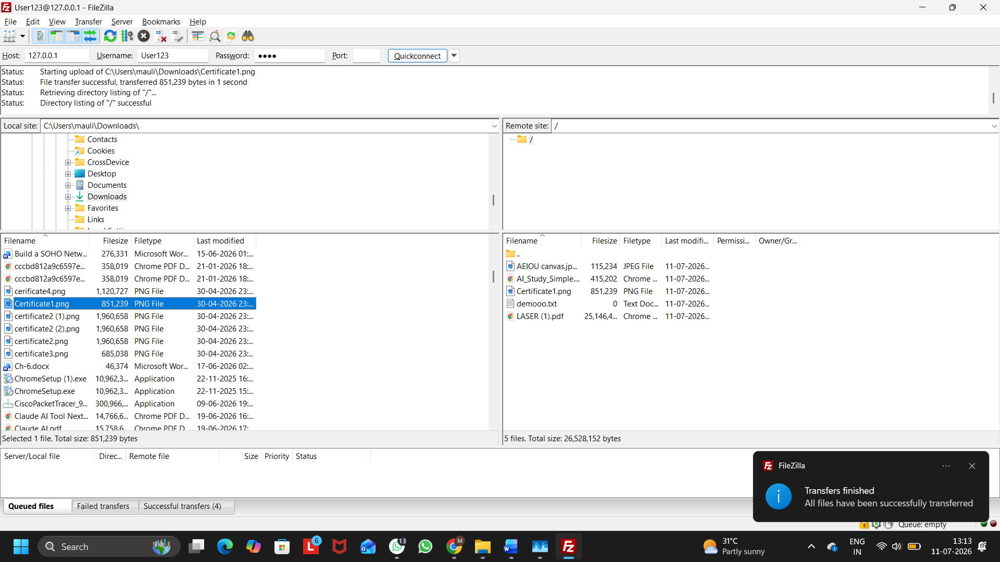 User123@127.0.0.1 - FileZilla
File Edit View Transfer Server Bookmarks Help
Host: 127.0.0.1 Username: User123 Password: ●●●● Port: Quickconnect
Status: Starting upload of C:\Users\mauli\Downloads\Certificate1.png
Status: File transfer successful, transferred 851,239 bytes in 1 second
Status: Retrieving directory listing of "/"...
Status: Directory listing of "/" successful
Local site: C:\Users\mauli\Downloads\
Contacts
Cookies
CrossDevice
Desktop
Documents
Downloads
Favorites
Links
Remote site: /
/
Filename Filesize Filetype Last modified
Build a SOHO Netw... 276,331 Microsoft Wor... 15-06-2026 01:...
cccbd812a9c6597e... 358,019 Chrome PDF D... 21-01-2026 18:...
cccbd812a9c6597e... 358,019 Chrome PDF D... 21-01-2026 18:...
cerificate4.png 1,120,727 PNG File 30-04-2026 23:...
Certificate1.png 851,239 PNG File 30-04-2026 23:...
certificate2 (1).png 1,960,658 PNG File 30-04-2026 23:...
certificate2 (2).png 1,960,658 PNG File 30-04-2026 23:...
certificate2.png 1,960,658 PNG File 30-04-2026 23:...
certificate3.png 685,038 PNG File 30-04-2026 23:...
Ch-6.docx 46,374 Microsoft Wor... 17-06-2026 02:...
ChromeSetup (1).exe 10,962,3... Application 22-11-2025 16:...
ChromeSetup.exe 10,962,3... Application 22-11-2025 15:...
CiscoPacketTracer_9... 300,966,... Application 09-06-2026 19:...
Claude AI Tool Next... 14,766,6... Chrome PDF D... 19-06-2026 16:...
Claude AI.pdf 15,758,6... Chrome PDF D... 19-06-2026 17:...
Selected 1 file. Total size: 851,239 bytes
Filename Filesize Filetype Last modifi... Permissi... Owner/Gr...
..
AEIOU canvas.jp... 115,234 JPEG File 11-07-2026...
AI_Study_Simple.... 415,202 Chrome ... 11-07-2026...
Certificate1.png 851,239 PNG File 11-07-2026...
demooo.txt 0 Text Doc... 11-07-2026...
LASER (1).pdf 25,146,4... Chrome ... 11-07-2026...
5 files. Total size: 26,528,152 bytes
Server/Local file Direc... Remote file Size Priority Status
FileZilla
Transfers finished
All files have been successfully transferred
Queued files Failed transfers Successful transfers (4)
Queue: empty
Search
6
13
M
31°C
Partly sunny
ENG
IN
13:13
11-07-2026